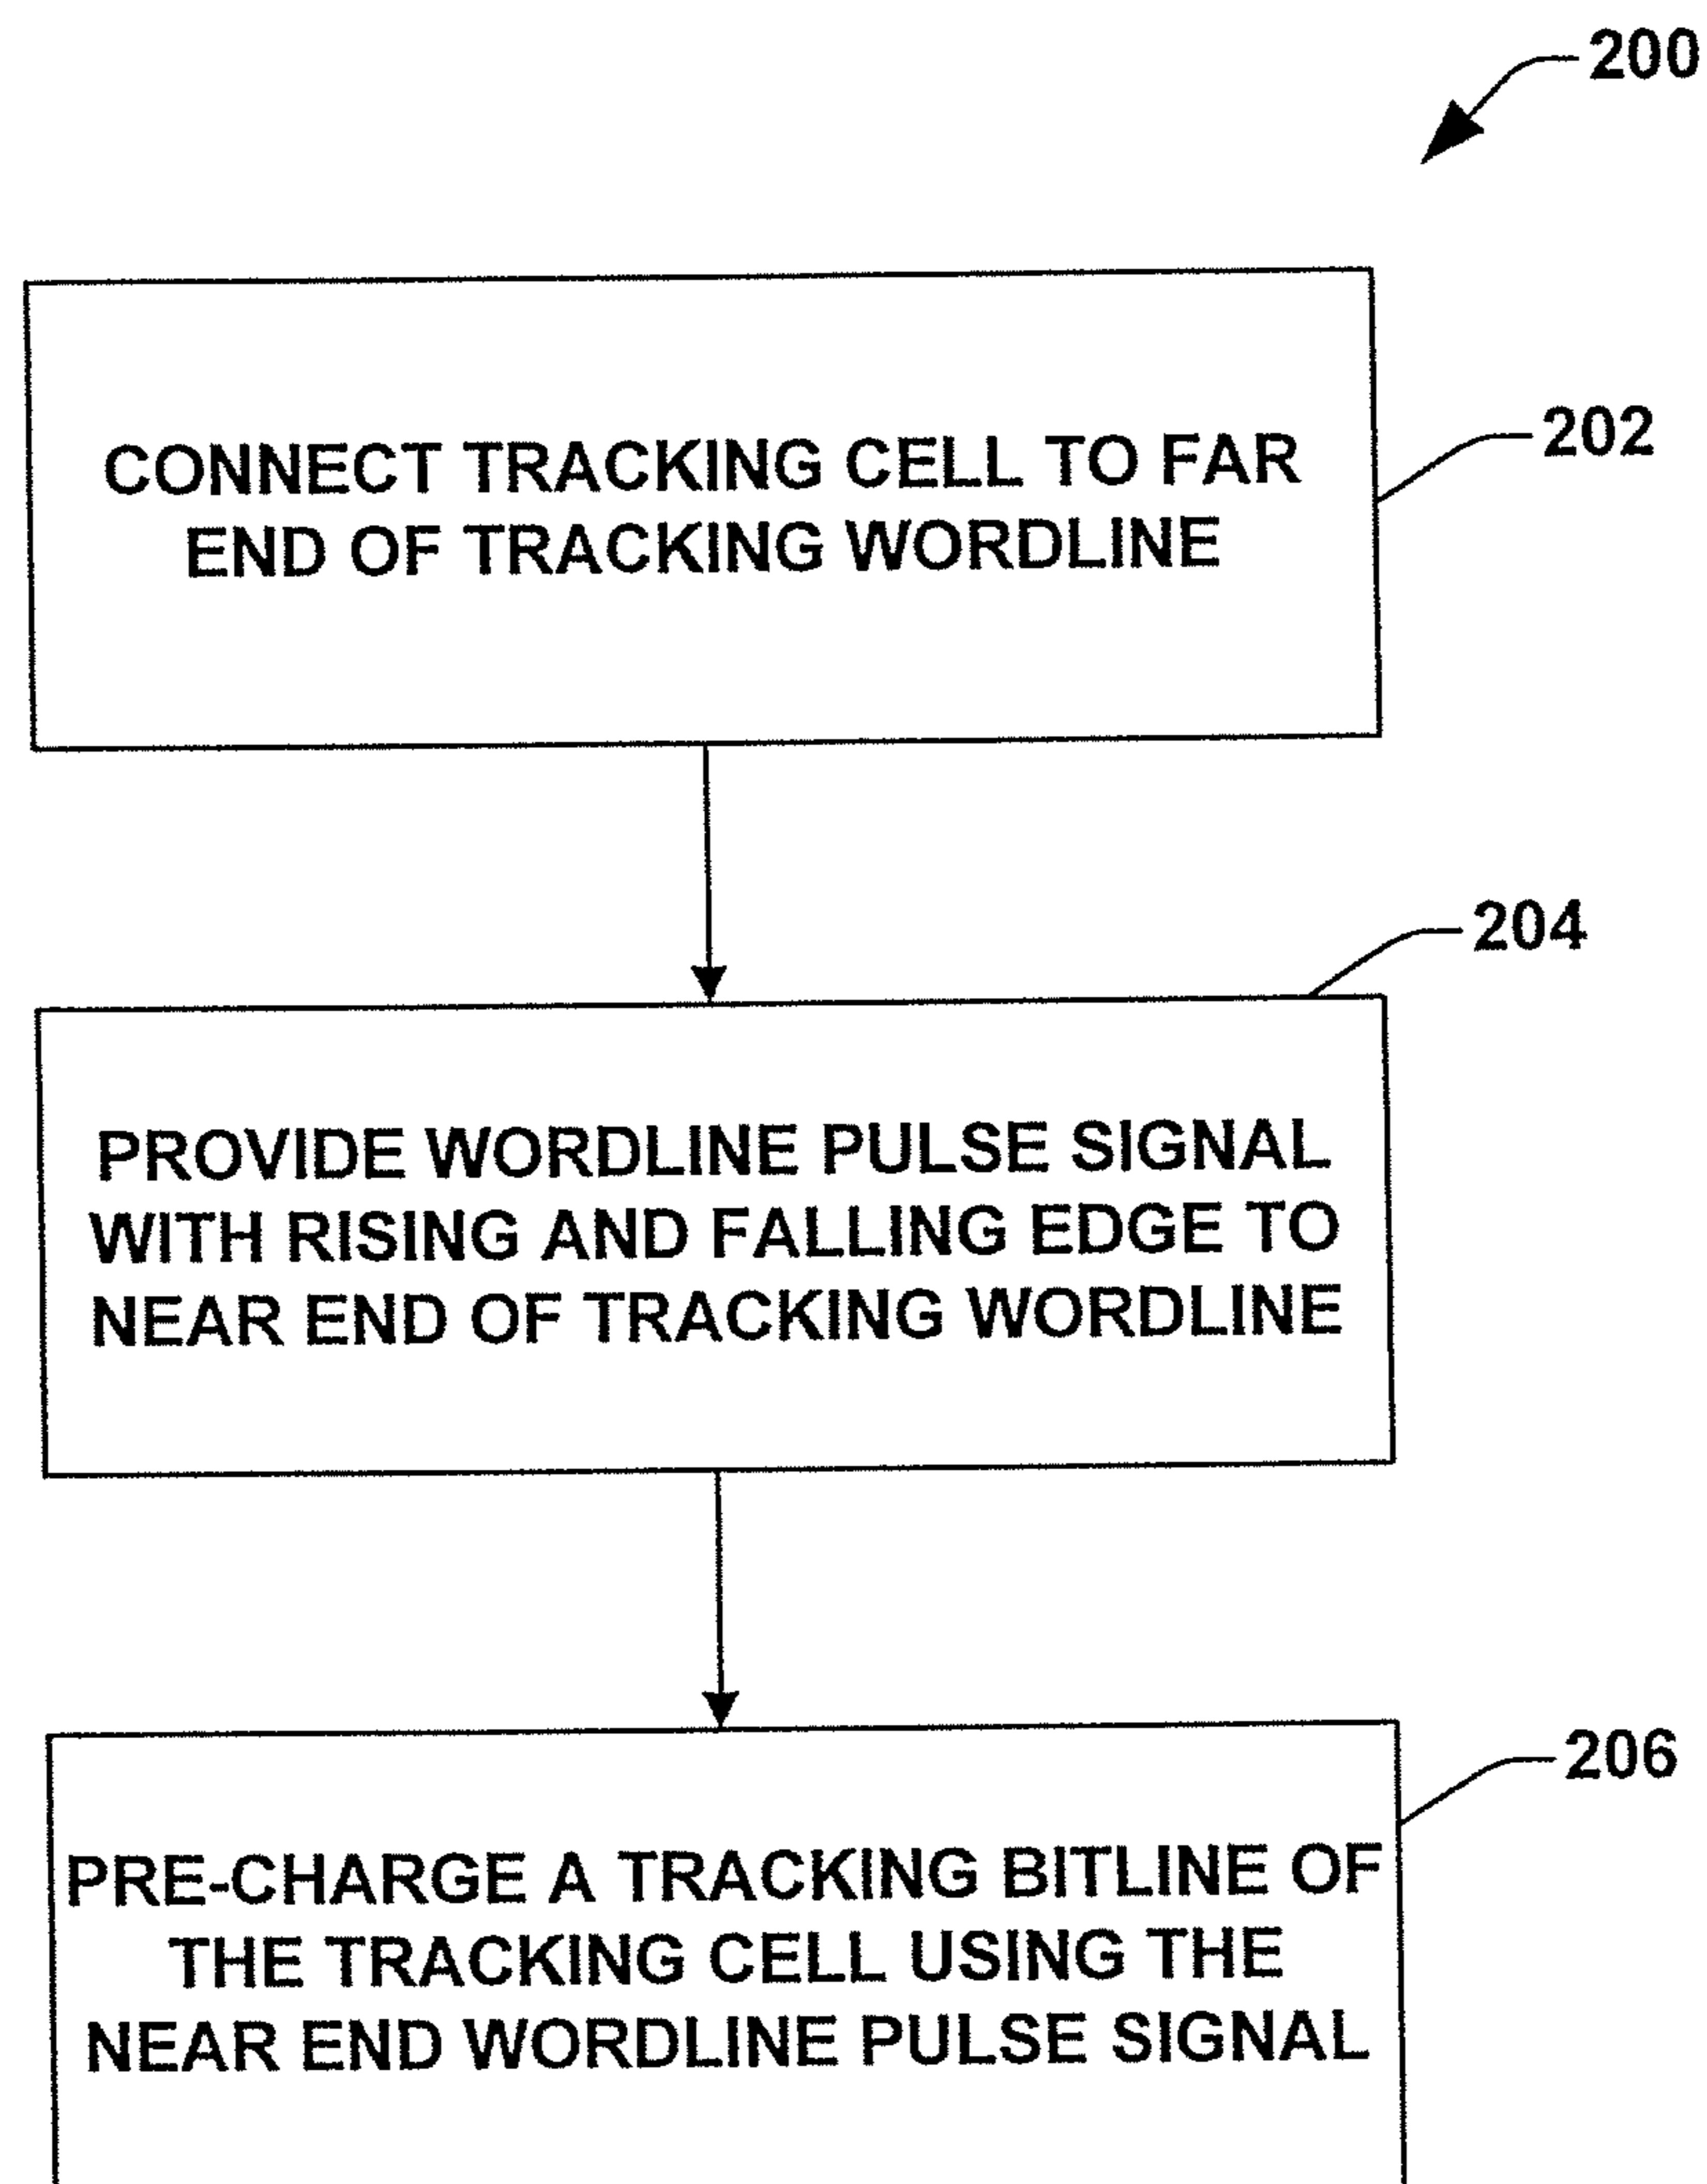 200
CONNECT TRACKING CELL TO FAR
END OF TRACKING WORDLINE
202
204
PROVIDE WORDLINE PULSE SIGNAL
WITH RISING AND FALLING EDGE TO
NEAR END OF TRACKING WORDLINE
206
PRE-CHARGE A TRACKING BITLINE OF
THE TRACKING CELL USING THE
NEAR END WORDLINE PULSE SIGNAL